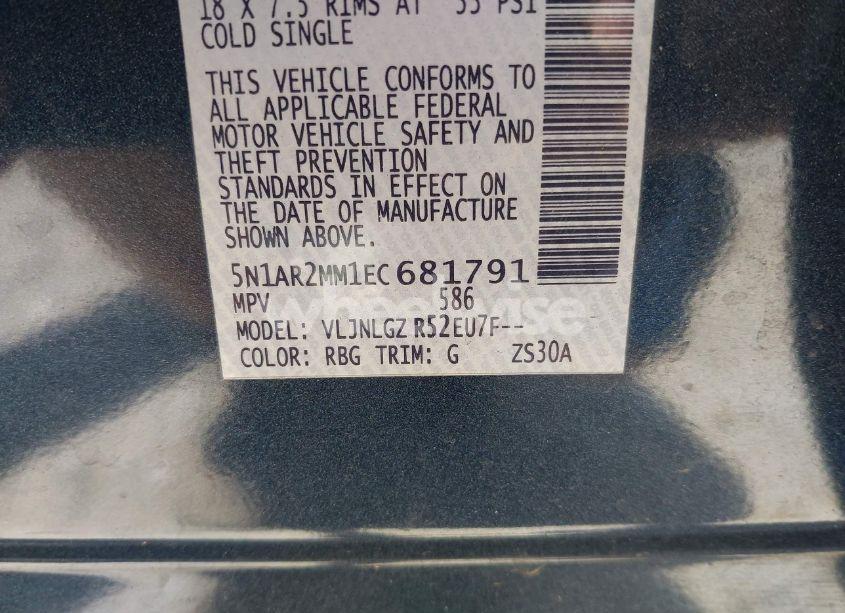 18 X 7.5 RIMS AT 35 PSI
COLD SINGLE
THIS VEHICLE CONFORMS TO
ALL APPLICABLE FEDERAL
MOTOR VEHICLE SAFETY AND
THEFT PREVENTION
STANDARDS IN EFFECT ON
THE DATE OF MANUFACTURE
SHOWN ABOVE.
5N1AR2MM1EC681791
MPV 586
MODEL: VLJNLGZ R52EU7F--
COLOR: RBG TRIM: G ZS30A